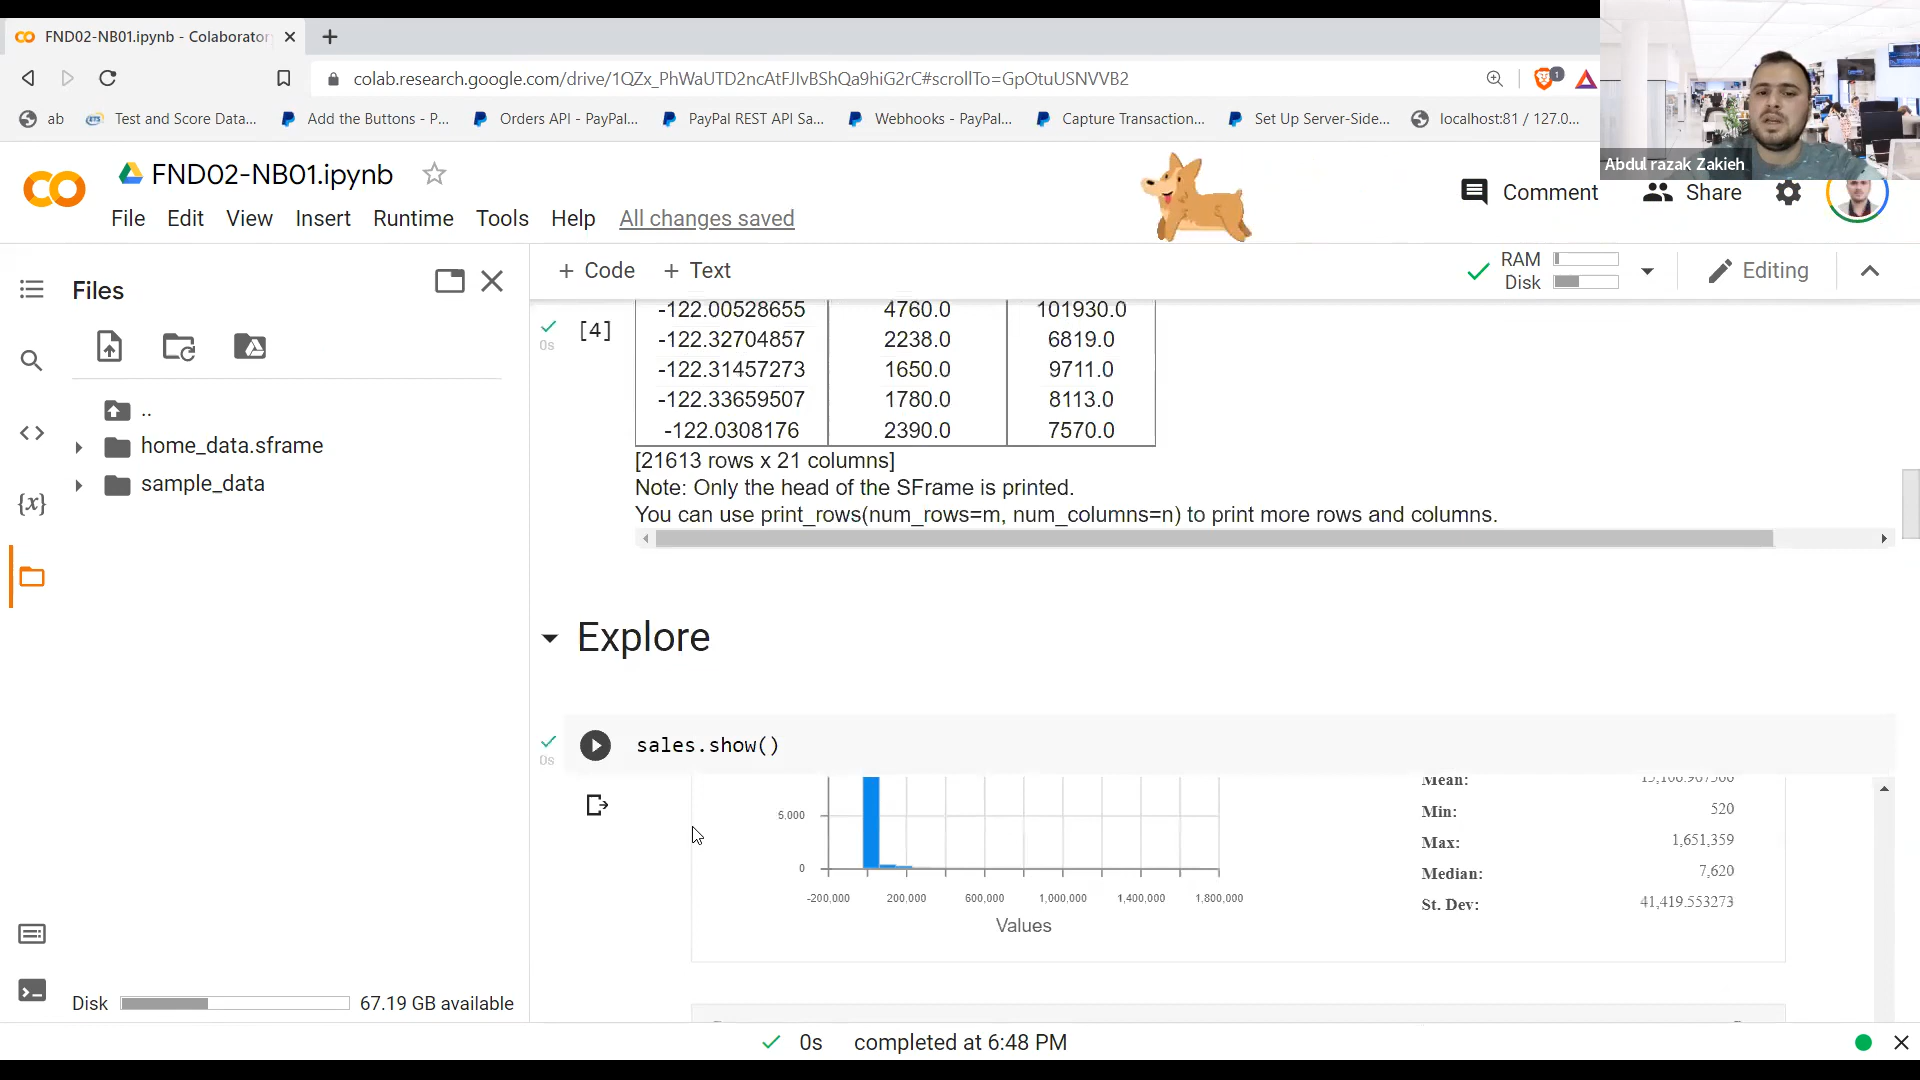 FND02-NB01.ipynb - Colaborator
colab.research.google.com/drive/1QZx_PhWaUTD2ncAtFJlvBShQa9hiG2rC#scrollTo=GpOtuUSNVVB2
1
ab
Test and Score Data...
Add the Buttons - P...
Orders API - PayPal...
PayPal REST API Sa...
Webhooks - PayPal...
Capture Transaction...
Set Up Server-Side...
localhost:81 / 127.0...
Abdul razak Zakieh
FND02-NB01.ipynb
Comment
Share
File Edit View Insert Runtime Tools Help All changes saved
Files
+ Code + Text
RAM
Disk
Editing
..
home_data.sframe
sample_data
{x}
[4]
0s
-122.00528655 4760.0 101930.0
-122.32704857 2238.0 6819.0
-122.31457273 1650.0 9711.0
-122.33659507 1780.0 8113.0
-122.0308176 2390.0 7570.0
[21613 rows x 21 columns]
Note: Only the head of the SFrame is printed.
You can use print_rows(num_rows=m, num_columns=n) to print more rows and columns.
Explore
0s
sales.show()
5,000
0
-200,000 200,000 600,000 1,000,000 1,400,000 1,800,000
Values
Mean:
Min: 520
Max: 1,651,359
Median: 7,620
St. Dev: 41,419.553273
Disk 67.19 GB available
0s completed at 6:48 PM